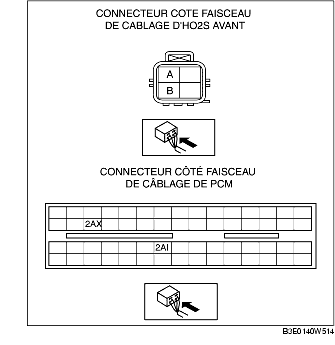 CONNECTEUR COTE FAISCEAU
DE CABLAGE D'HO2S AVANT
A
B
CONNECTEUR CÔTÉ FAISCEAU
DE CÂBLAGE DE PCM
2AX
2AI
B3E0140W514